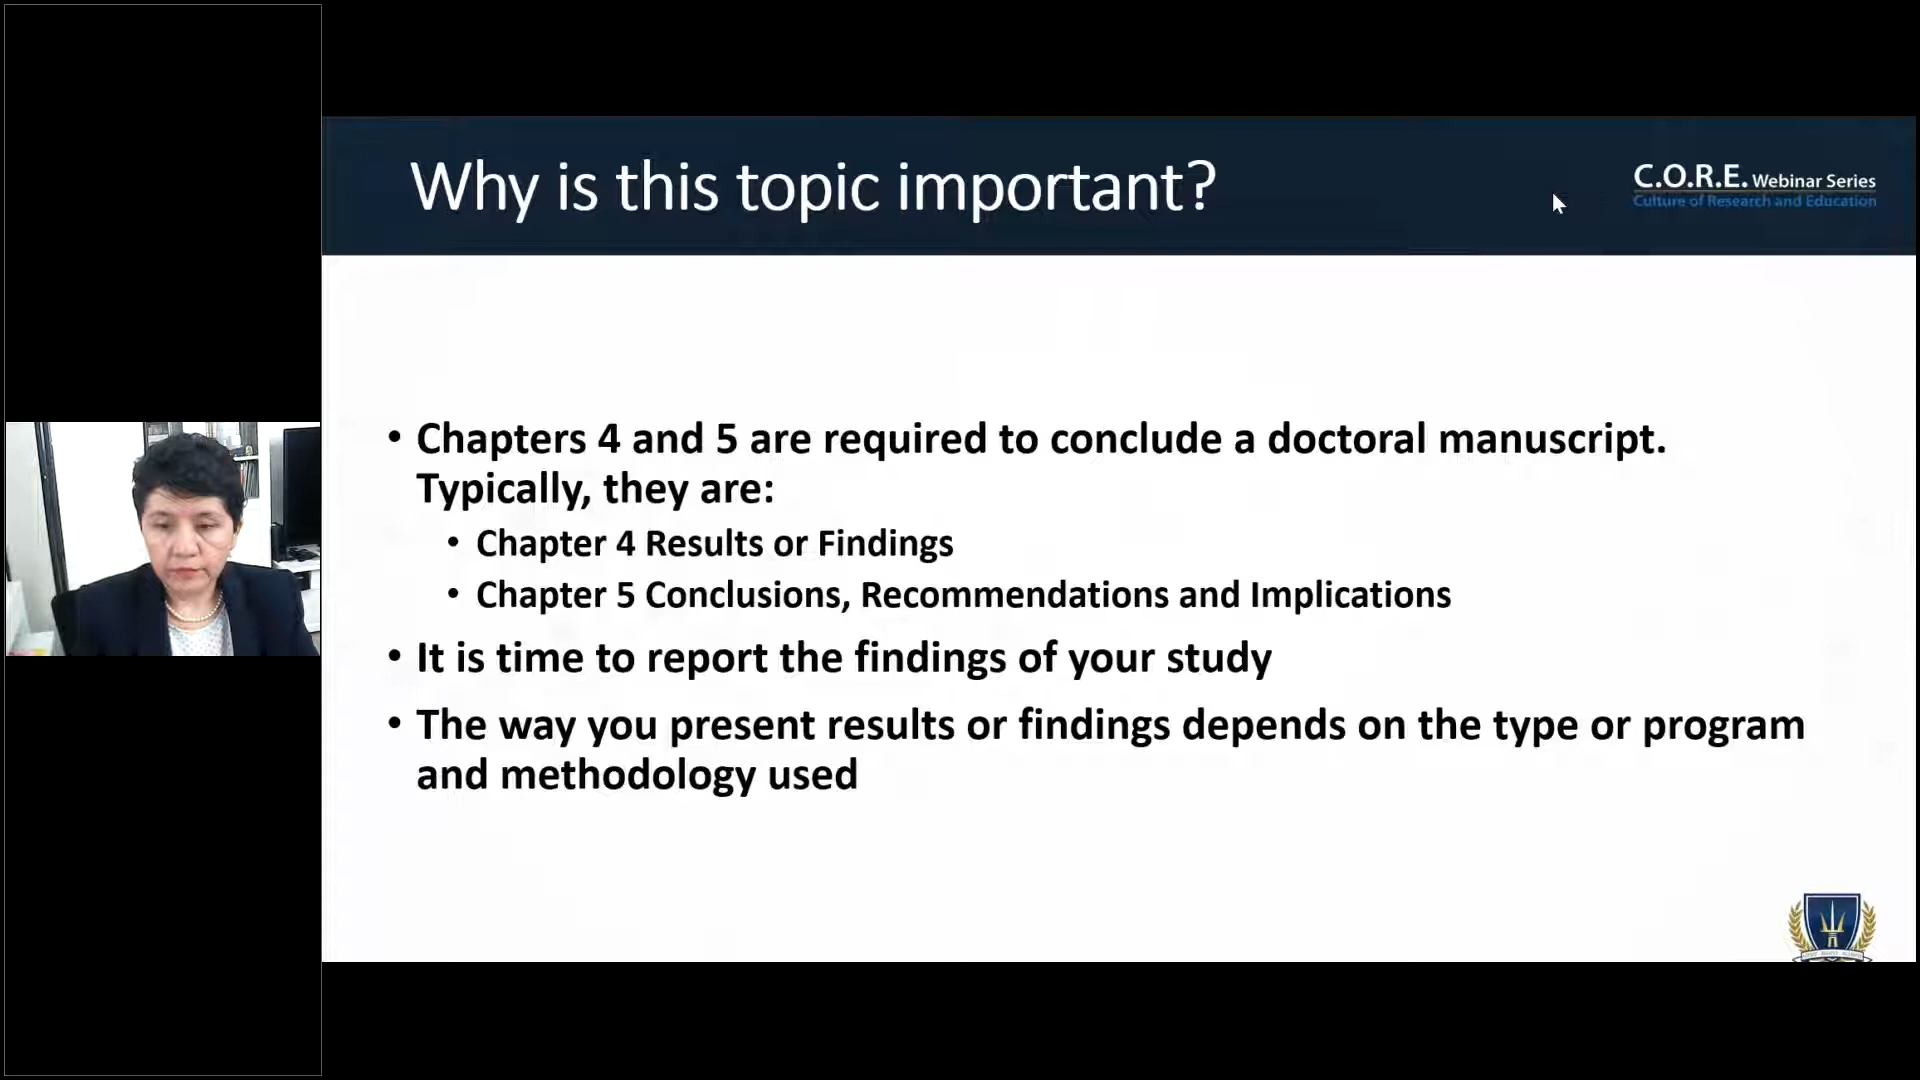 Why is this topic important?
C.O.R.E. Webinar Series
Culture of Research and Education
• Chapters 4 and 5 are required to conclude a doctoral manuscript.
Typically, they are:
• Chapter 4 Results or Findings
• Chapter 5 Conclusions, Recommendations and Implications
• It is time to report the findings of your study
• The way you present results or findings depends on the type or program
and methodology used